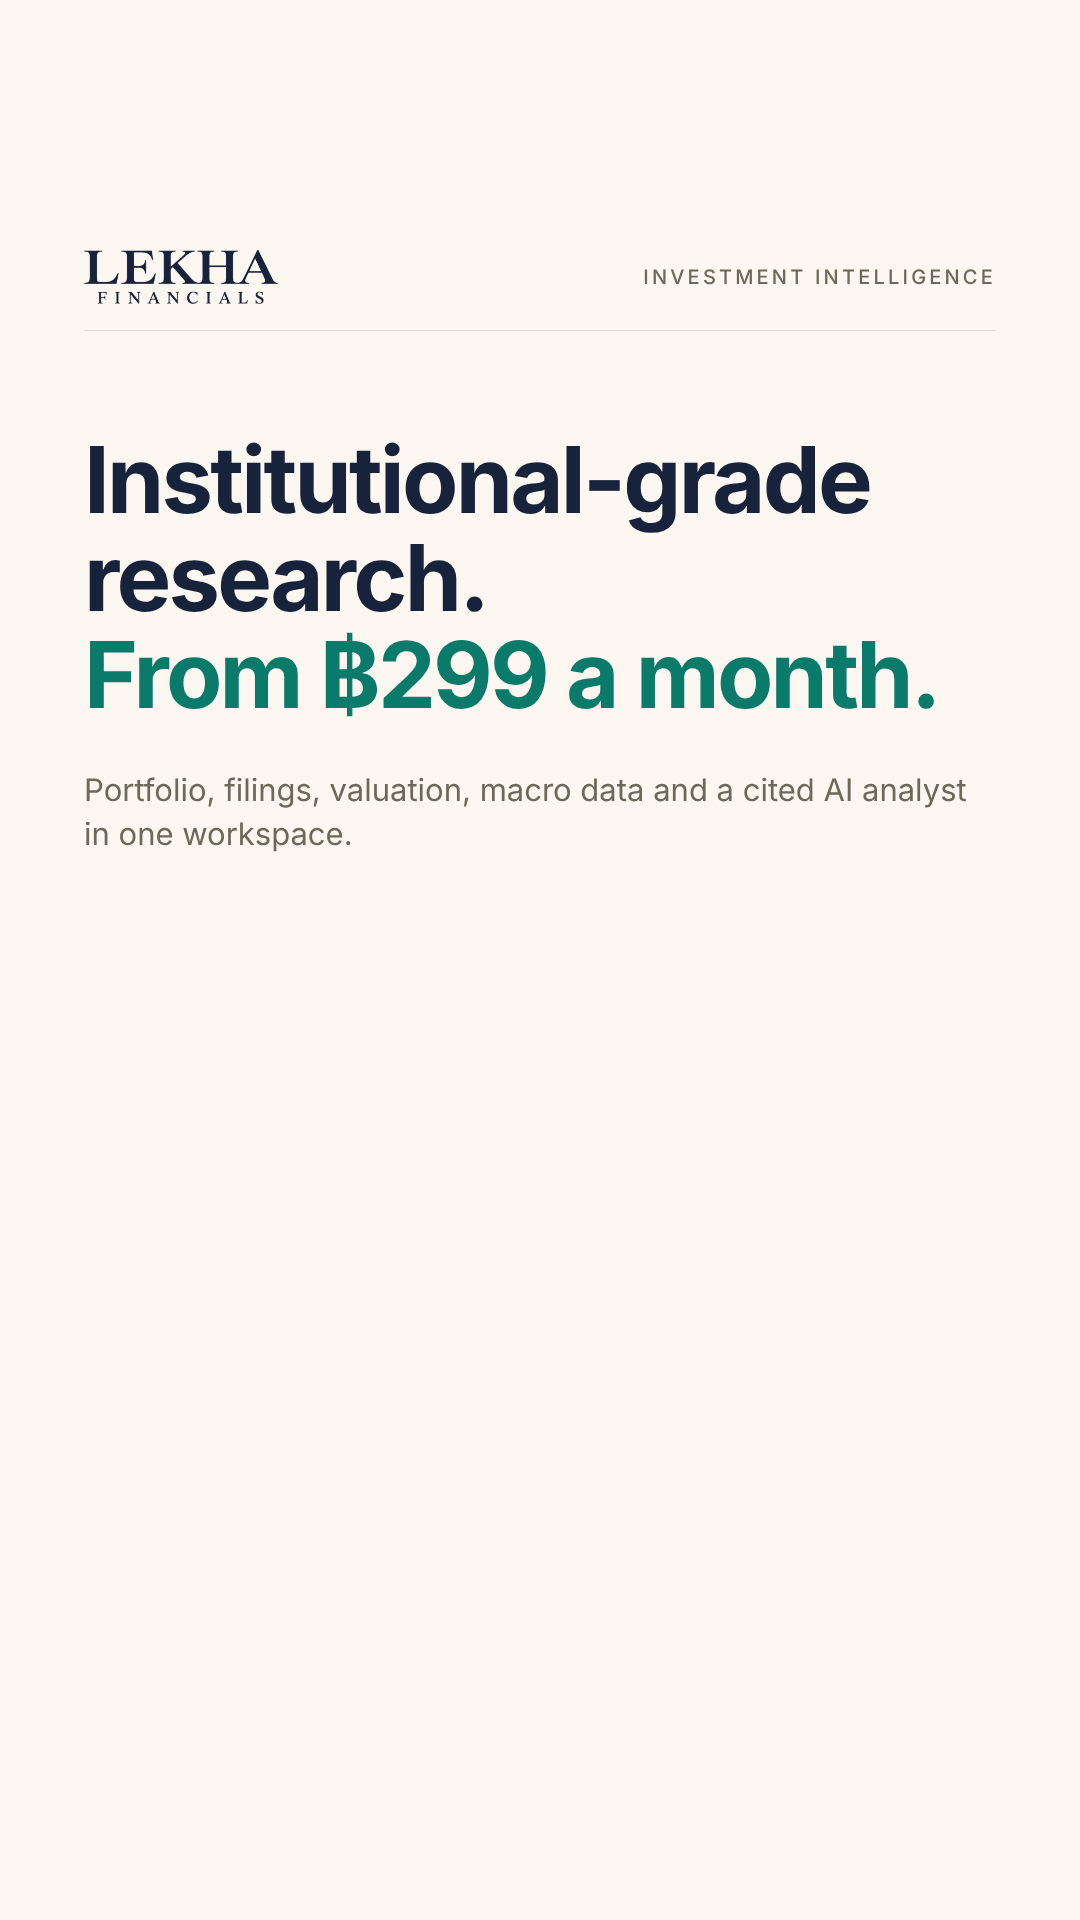 LEKHA
FINANCIALS
INVESTMENT INTELLIGENCE
Institutional-grade
research.
From ฿299 a month.
Portfolio, filings, valuation, macro data and a cited AI analyst
in one workspace.